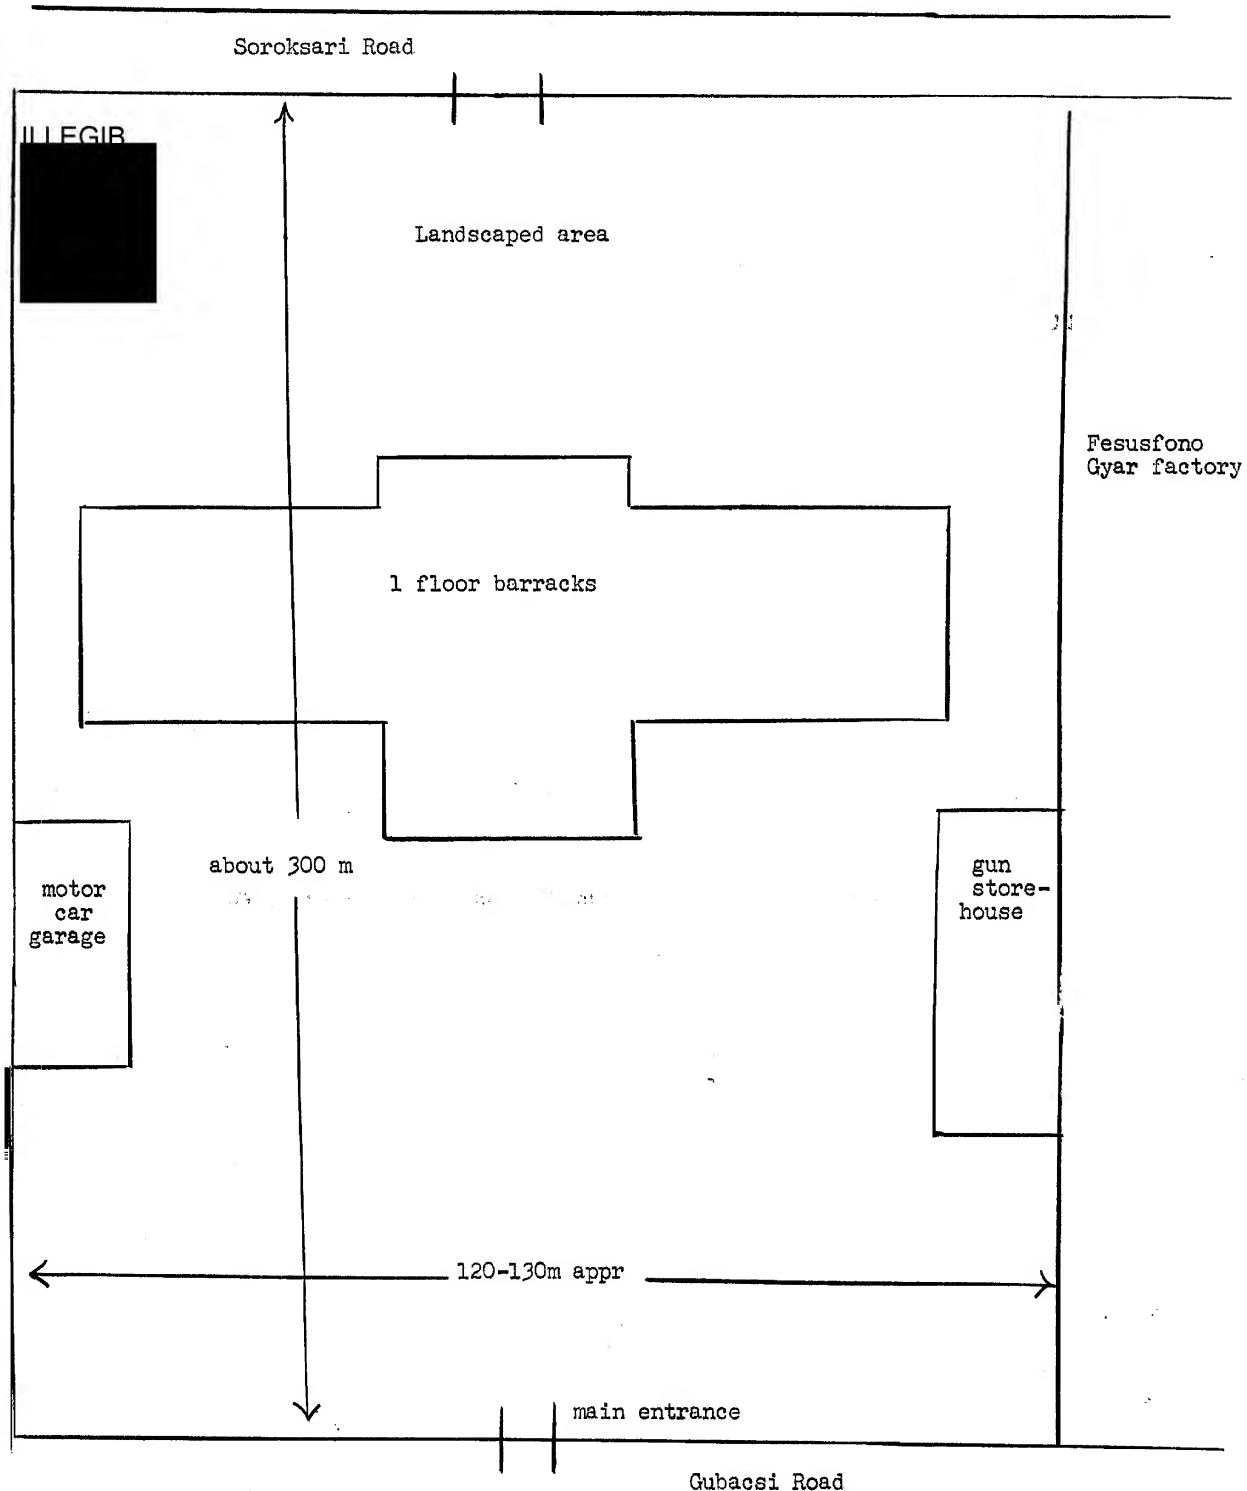 Soroksari Road
ILLEGIB
Landscaped area
Fesusfono
Gyar factory
1 floor barracks
about 300 m
motor
car
garage
gun
store-
house
120-130m appr
main entrance
Gubacsi Road